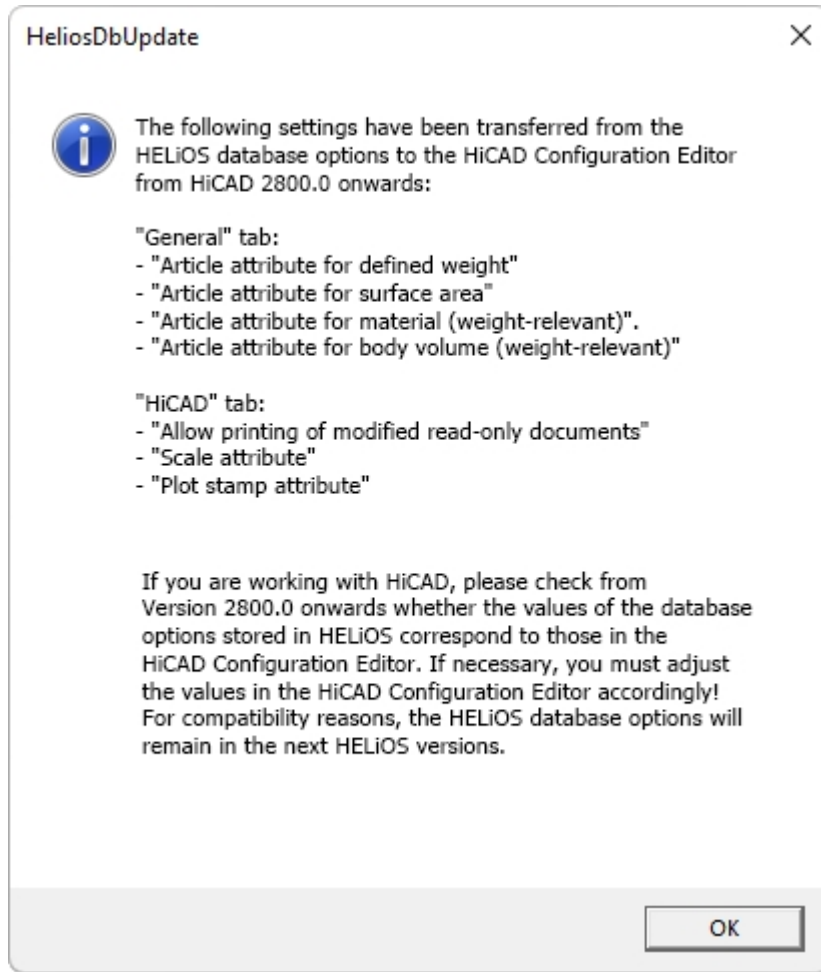 HeliosDbUpdate
The following settings have been transferred from the
HELiOS database options to the HiCAD Configuration Editor
from HiCAD 2800.0 onwards:
"General" tab:
- "Article attribute for defined weight"
- "Article attribute for surface area"
- "Article attribute for material (weight-relevant)".
- "Article attribute for body volume (weight-relevant)"
"HiCAD" tab:
- "Allow printing of modified read-only documents"
- "Scale attribute"
- "Plot stamp attribute"
If you are working with HiCAD, please check from
Version 2800.0 onwards whether the values of the database
options stored in HELiOS correspond to those in the
HiCAD Configuration Editor. If necessary, you must adjust
the values in the HiCAD Configuration Editor accordingly!
For compatibility reasons, the HELiOS database options will
remain in the next HELiOS versions.
OK